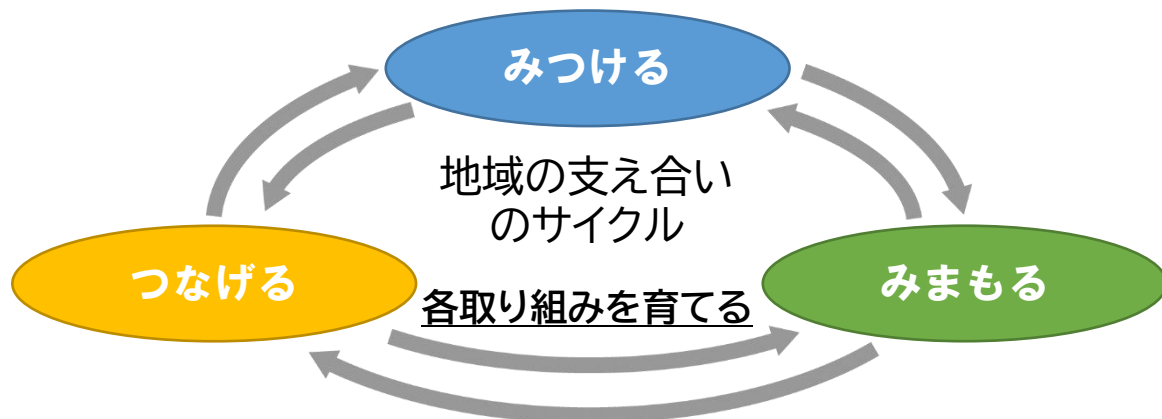 みつける
地域の支え合い
のサイクル
つなげる
みまもる
各取り組みを育てる